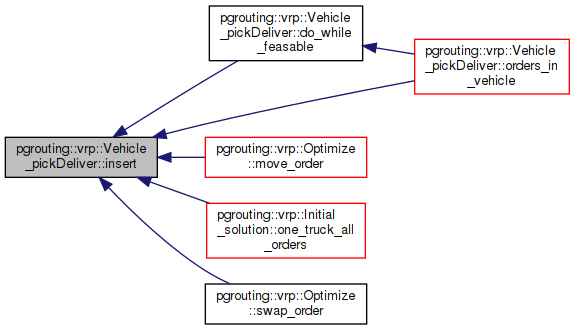 pgrouting::vrp::Vehicle
_pickDeliver::do_while
_feasable
pgrouting::vrp::Vehicle
_pickDeliver::orders_in
_vehicle
pgrouting::vrp::Vehicle
_pickDeliver::insert
pgrouting::vrp::Optimize
::move_order
pgrouting::vrp::Initial
_solution::one_truck_all
_orders
pgrouting::vrp::Optimize
::swap_order